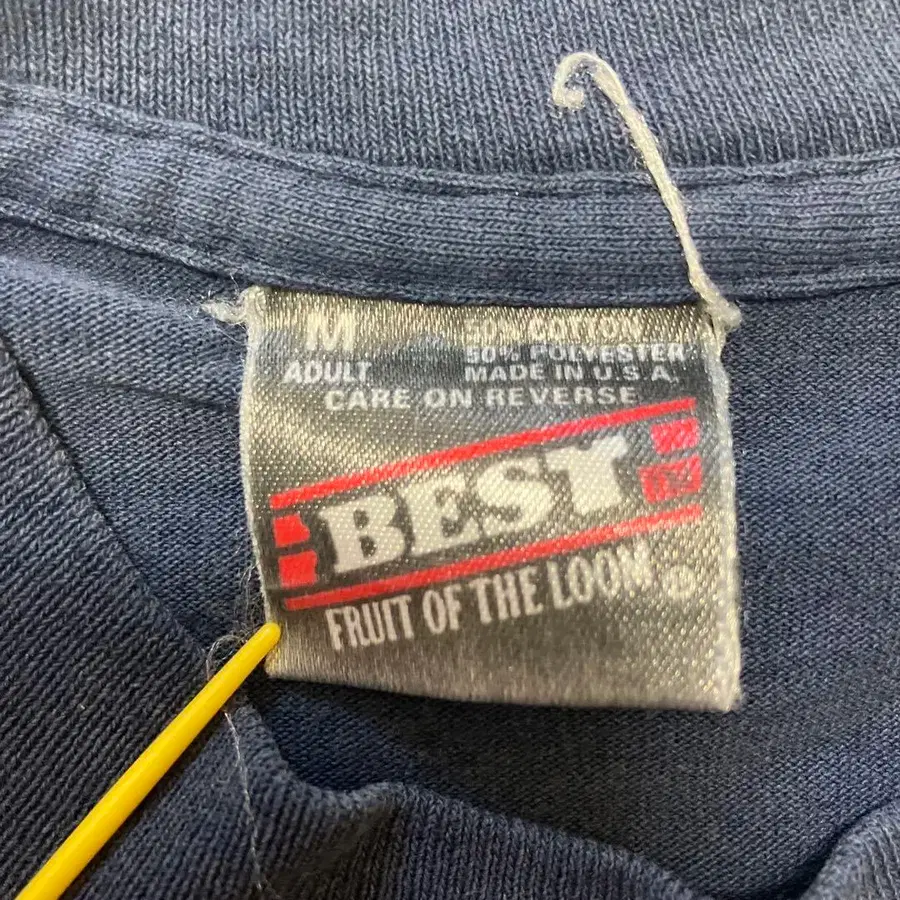 M
50% COTTON
50% POLYESTER
ADULT
MADE IN U.S.A.
CARE ON REVERSE
BEST
TM
FRUIT OF THE LOOM ®